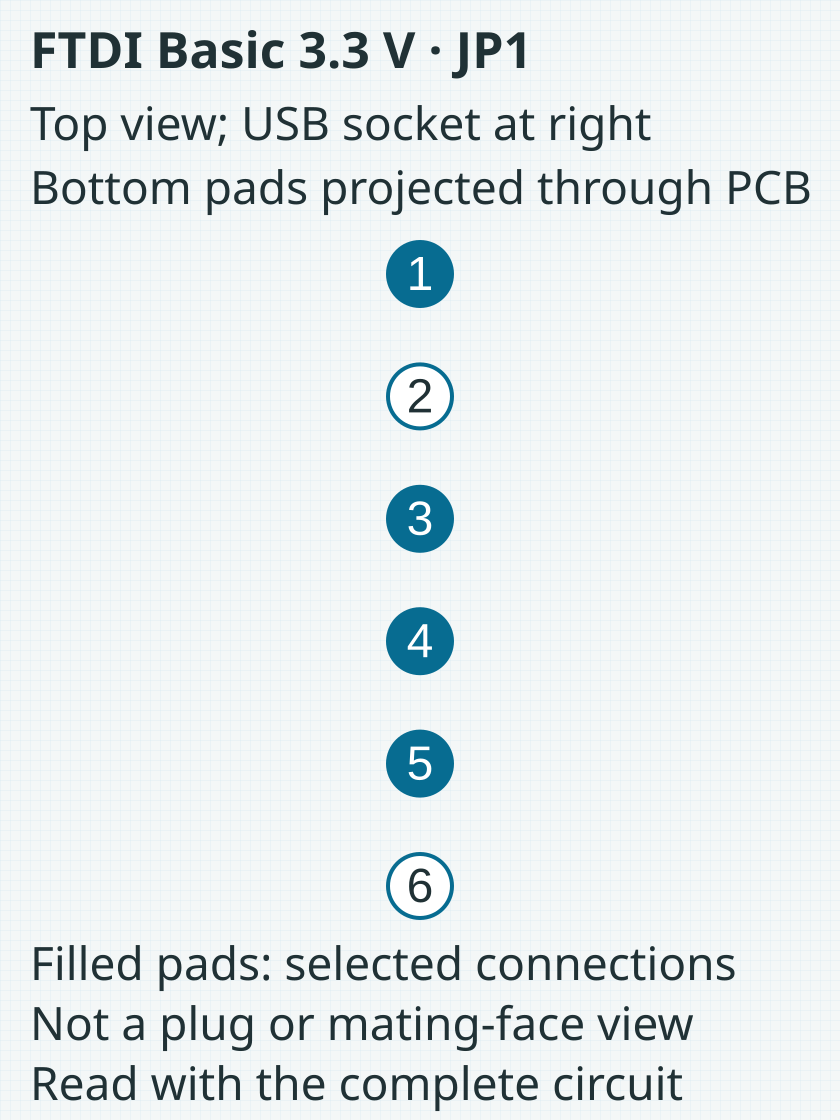 FTDI Basic 3.3 V · JP1
Top view; USB socket at right
Bottom pads projected through PCB
1
2
3
4
5
6
Filled pads: selected connections
Not a plug or mating-face view
Read with the complete circuit